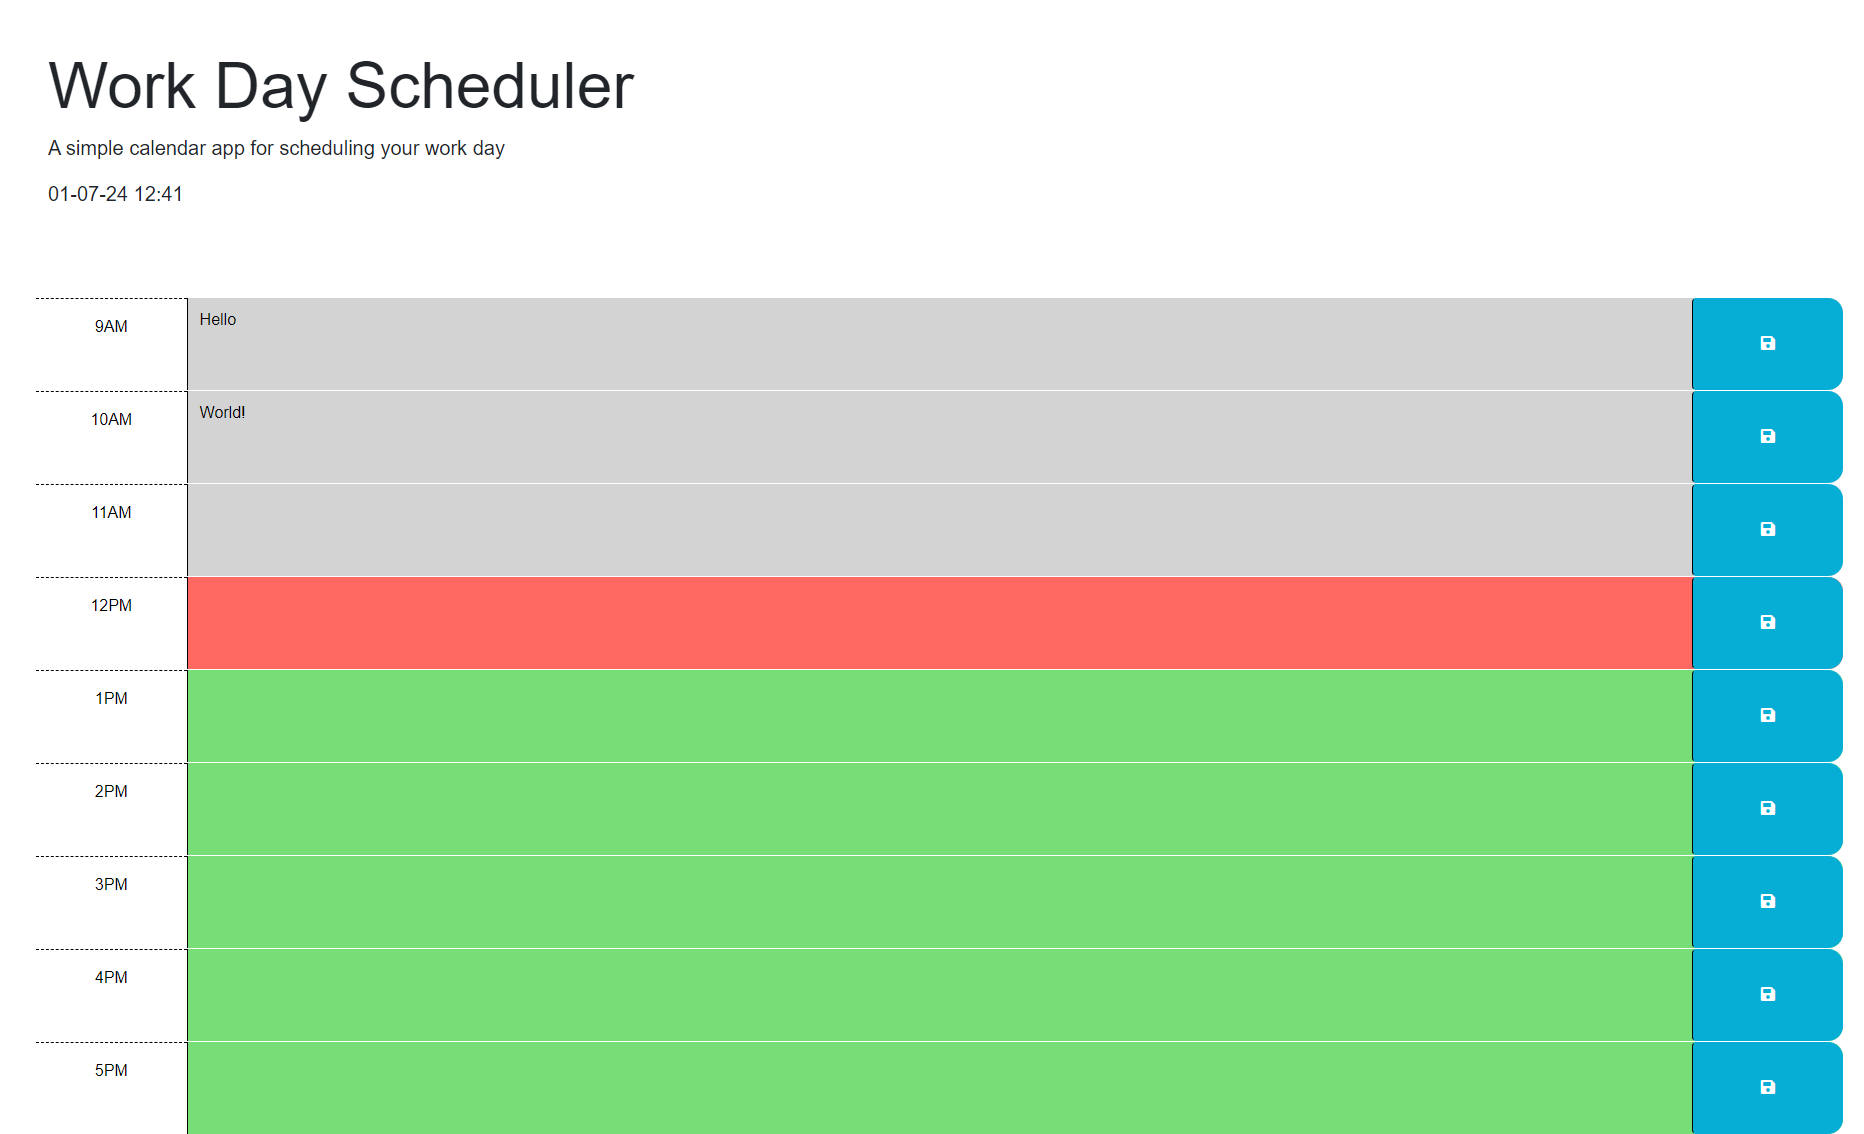 Work Day Scheduler
A simple calendar app for scheduling your work day
01-07-24 12:41
9AM
Hello
10AM
World!
11AM
12PM
1PM
2PM
3PM
4PM
5PM